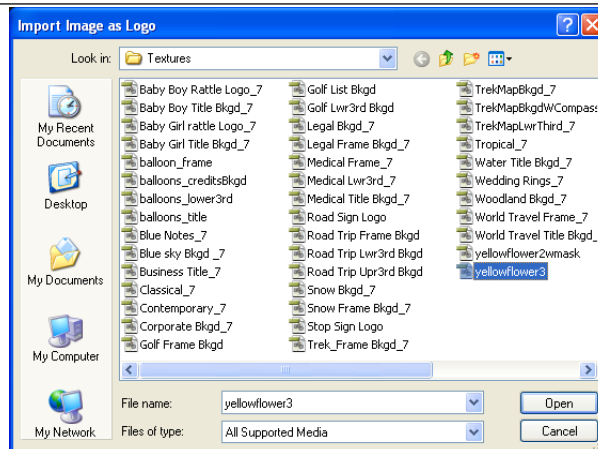 Import Image as Logo
Look in: Textures
My Recent
Documents
Desktop
My Documents
My Computer
My Network
Baby Boy Rattle Logo_7
Baby Boy Title Bkgd_7
Baby Girl rattle Logo_7
Baby Girl Title Bkgd_7
balloon_frame
balloons_creditsBkgd
balloons_lower3rd
balloons_title
Blue Notes_7
Blue sky Bkgd _7
Business Title_7
Classical_7
Contemporary_7
Corporate Bkgd_7
Golf Frame Bkgd
Golf List Bkgd
Golf Lwr3rd Bkgd
Legal Bkgd_7
Legal Frame Bkgd_7
Medical Frame_7
Medical Lwr3rd_7
Medical Title Bkgd_7
Road Sign Logo
Road Trip Frame Bkgd
Road Trip Lwr3rd Bkgd
Road Trip Upr3rd Bkgd
Snow Bkgd_7
Snow Frame Bkgd_7
Stop Sign Logo
Trek_Frame Bkgd_7
TrekMapBkgd_7
TrekMapBkgdWCompass
TrekMapLwrThird_7
Tropical_7
Water Title Bkgd_7
Wedding Rings_7
Woodland Bkgd_7
World Travel Frame_7
World Travel Title Bkgd_
yellowflower2wmask
yellowflower3
File name: yellowflower3 Open
Files of type: All Supported Media Cancel